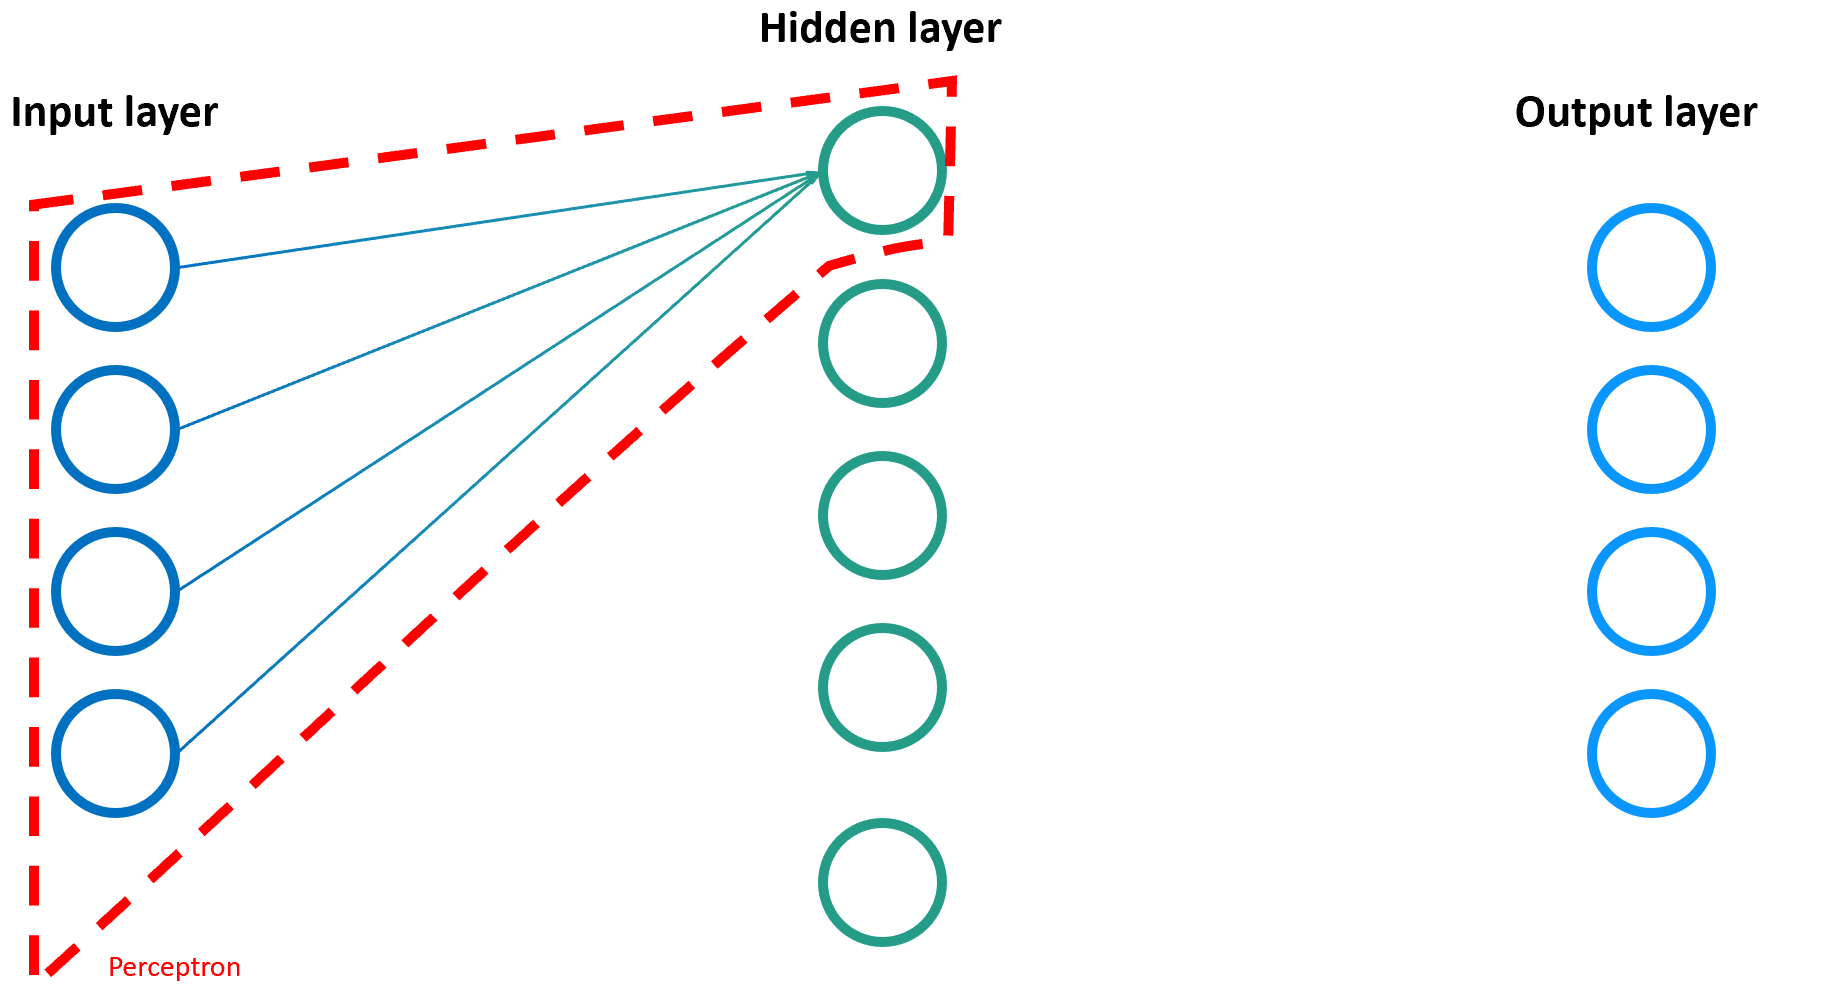 Hidden layer
Input layer
Output layer
Perceptron